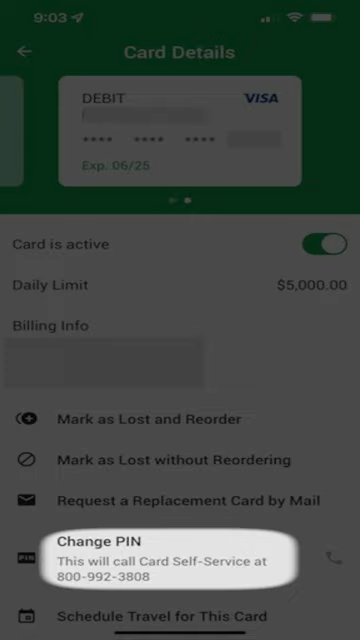 9:03
Card Details
DEBIT VISA
**** **** ****
Exp. 06/25
Card is active
Daily Limit $5,000.00
Billing Info
Mark as Lost and Reorder
Mark as Lost without Reordering
Request a Replacement Card by Mail
Change PIN
PIN This will call Card Self-Service at
800-992-3808
Schedule Travel for This Card